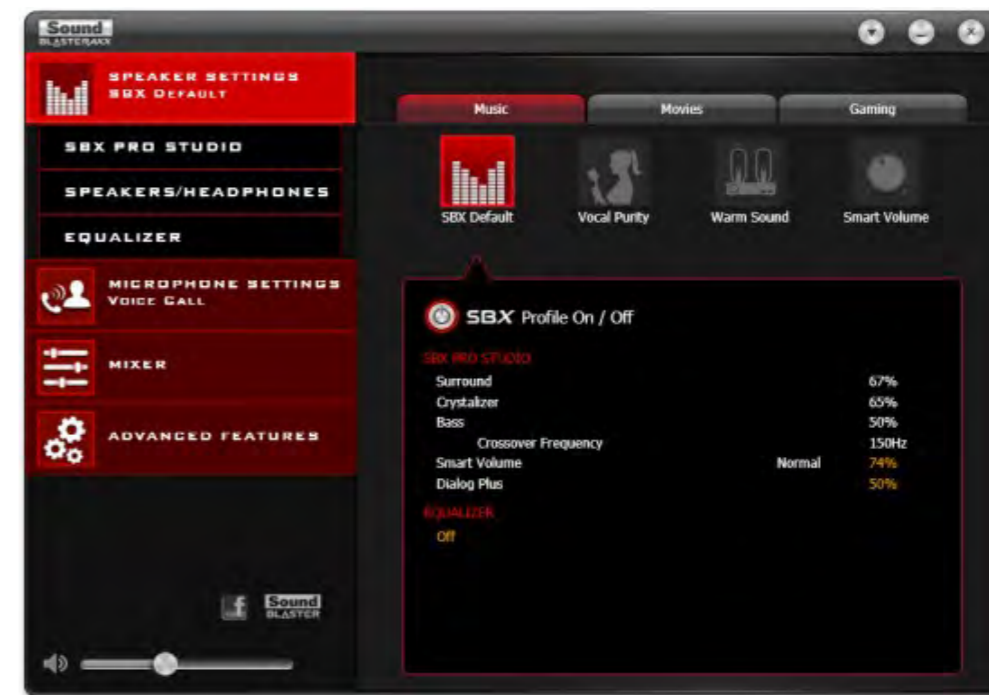 Sound
BLASTERAXX
SPEAKER SETTINGS
SBX DEFAULT
SBX PRO STUDIO
SPEAKERS/HEADPHONES
EQUALIZER
MICROPHONE SETTINGS
VOICE CALL
MIXER
ADVANCED FEATURES
f
Sound
BLASTER
Music Movies Gaming
SBX Default Vocal Purity Warm Sound Smart Volume
SBX Profile On / Off
SBX PRO STUDIO
Surround 67%
Crystalizer 65%
Bass 50%
Crossover Frequency 150Hz
Smart Volume Normal 74%
Dialog Plus 50%
EQUALIZER
Off